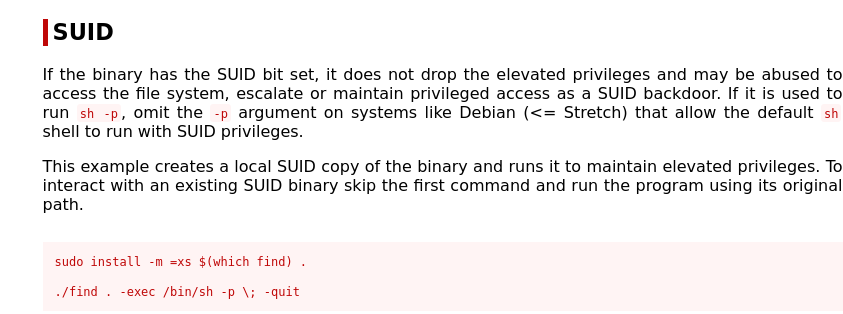 SUID
If the binary has the SUID bit set, it does not drop the elevated privileges and may be abused to
access the file system, escalate or maintain privileged access as a SUID backdoor. If it is used to
run sh -p, omit the -p argument on systems like Debian (<= Stretch) that allow the default sh
shell to run with SUID privileges.
This example creates a local SUID copy of the binary and runs it to maintain elevated privileges. To
interact with an existing SUID binary skip the first command and run the program using its original
path.
sudo install -m =xs $(which find) .
./find . -exec /bin/sh -p \; -quit